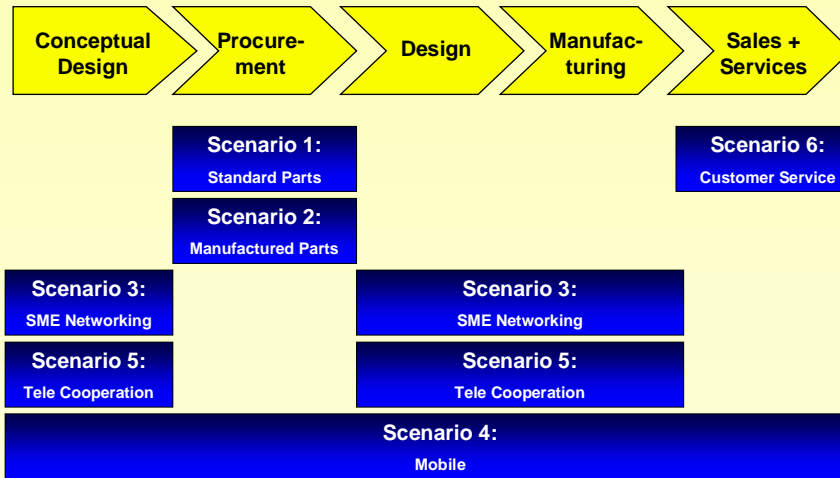 Conceptual
Design
Procure-
ment
Design
Manufac-
turing
Sales +
Services
Scenario 1:
Standard Parts
Scenario 6:
Customer Service
Scenario 2:
Manufactured Parts
Scenario 3:
SME Networking
Scenario 3:
SME Networking
Scenario 5:
Tele Cooperation
Scenario 5:
Tele Cooperation
Scenario 4:
Mobile